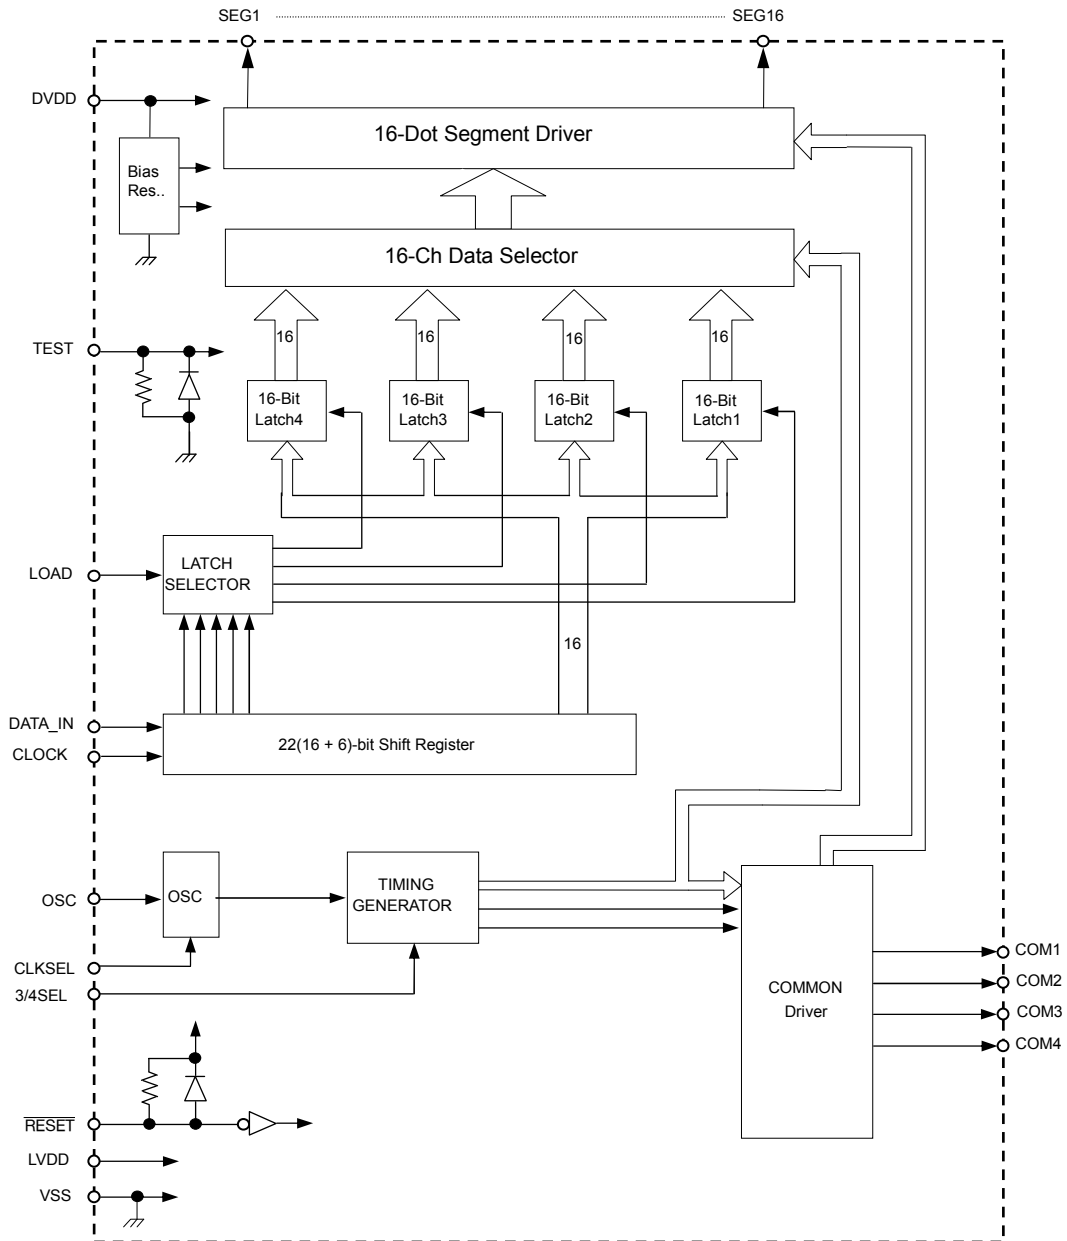 SEG1
SEG16
DVDD
16-Dot Segment Driver
Bias
Res..
16-Ch Data Selector
TEST
16
16
16
16
16-Bit
Latch4
16-Bit
Latch3
16-Bit
Latch2
16-Bit
Latch1
LOAD
LATCH
SELECTOR
16
DATA_IN
CLOCK
22(16 + 6)-bit Shift Register
OSC
OSC
TIMING
GENERATOR
CLKSEL
3/4SEL
COMMON
Driver
COM1
COM2
COM3
COM4
RESET
LVDD
VSS